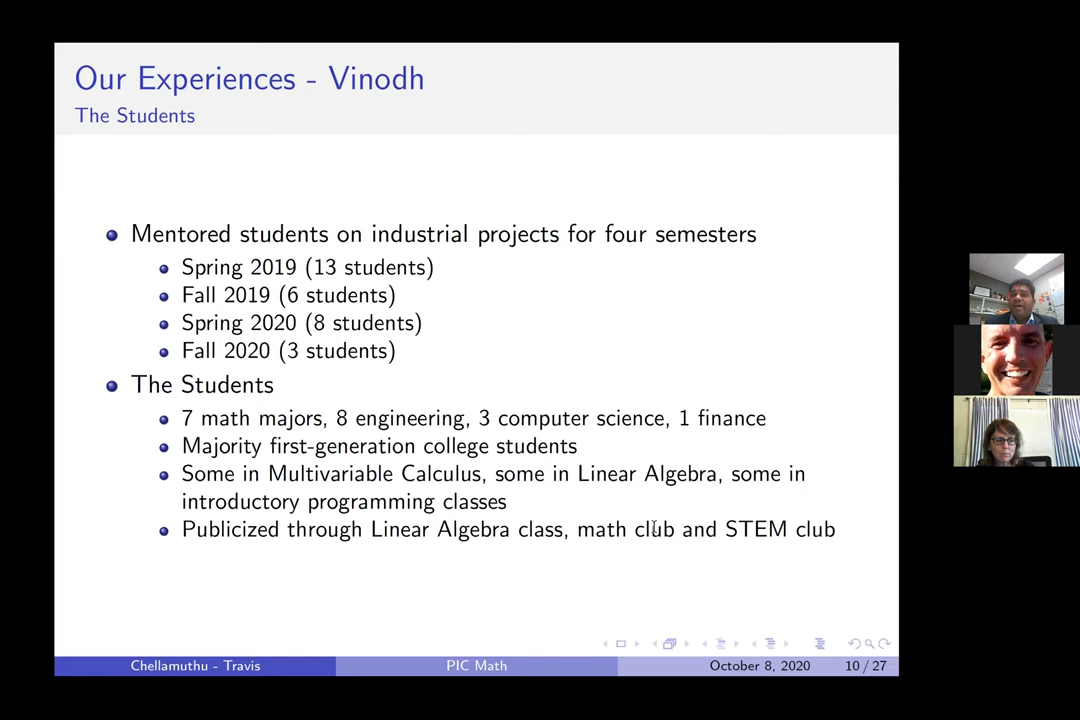 Our Experiences - Vinodh
The Students
Mentored students on industrial projects for four semesters
Spring 2019 (13 students)
Fall 2019 (6 students)
Spring 2020 (8 students)
Fall 2020 (3 students)
The Students
7 math majors, 8 engineering, 3 computer science, 1 finance
Majority first-generation college students
Some in Multivariable Calculus, some in Linear Algebra, some in
introductory programming classes
Publicized through Linear Algebra class, math club and STEM club
Chellamuthu - Travis PIC Math October 8, 2020 10 / 27